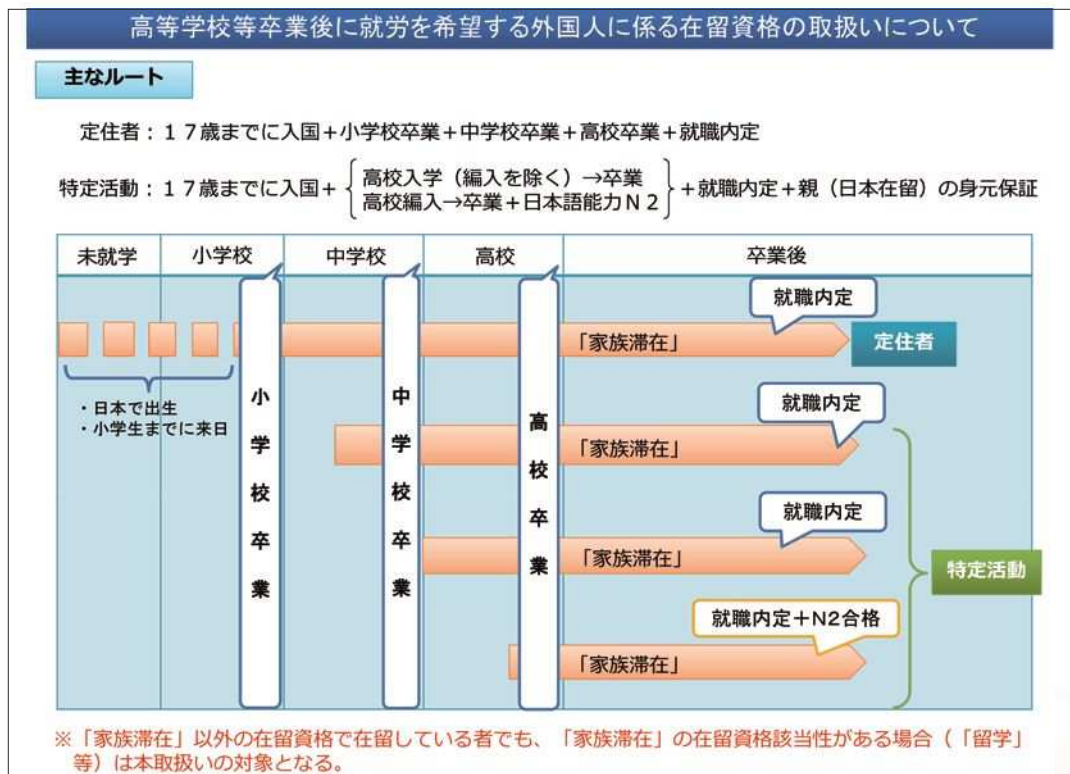 高等学校等卒業後に就労を希望する外国人に係る在留資格の取扱いについて
主なルート
定住者：１７歳までに入国＋小学校卒業＋中学校卒業＋高校卒業＋就職内定
特定活動：１７歳までに入国＋
高校入学（編入を除く）→卒業
高校編入→卒業＋日本語能力Ｎ２
＋就職内定＋親（日本在留）の身元保証
未就学
小学校
中学校
高校
卒業後
就職内定
「家族滞在」
定住者
・日本で出生
・小学生までに来日
小学校卒業
中学校卒業
高校卒業
就職内定
「家族滞在」
就職内定
「家族滞在」
特定活動
就職内定＋N2合格
「家族滞在」
※「家族滞在」以外の在留資格で在留している者でも、「家族滞在」の在留資格該当性がある場合（「留学」
等）は本取扱いの対象となる。